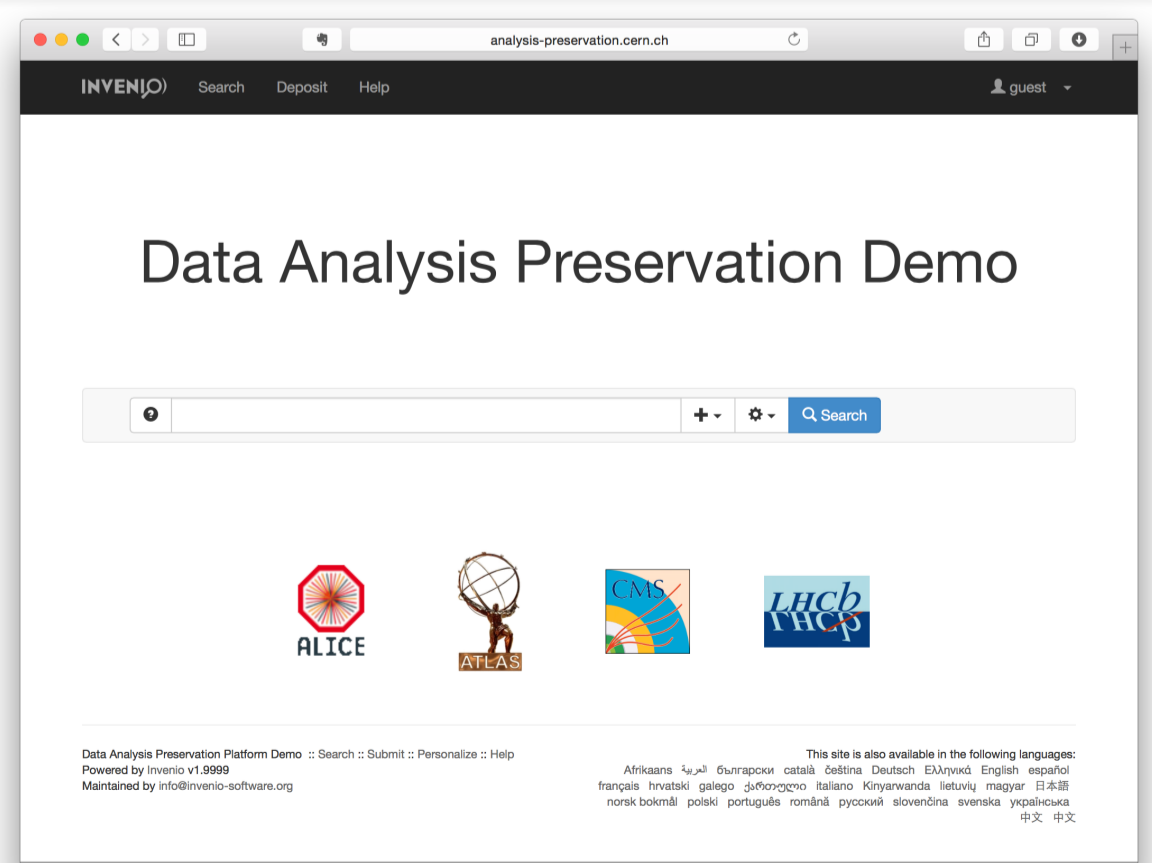 analysis-preservation.cern.ch
INVENIO Search Deposit Help guest
Data Analysis Preservation Demo
Search
ALICE
ATLAS
CMS
LHCb
Data Analysis Preservation Platform Demo :: Search :: Submit :: Personalize :: Help
Powered by Invenio v1.9999
Maintained by info@invenio-software.org
This site is also available in the following languages:
Afrikaans العربية български català čeština Deutsch Ελληνικά English español
français hrvatski galego ქართული italiano Kinyarwanda lietuvių magyar 日本語
norsk bokmål polski português română русский slovenčina svenska українська
中文 中文